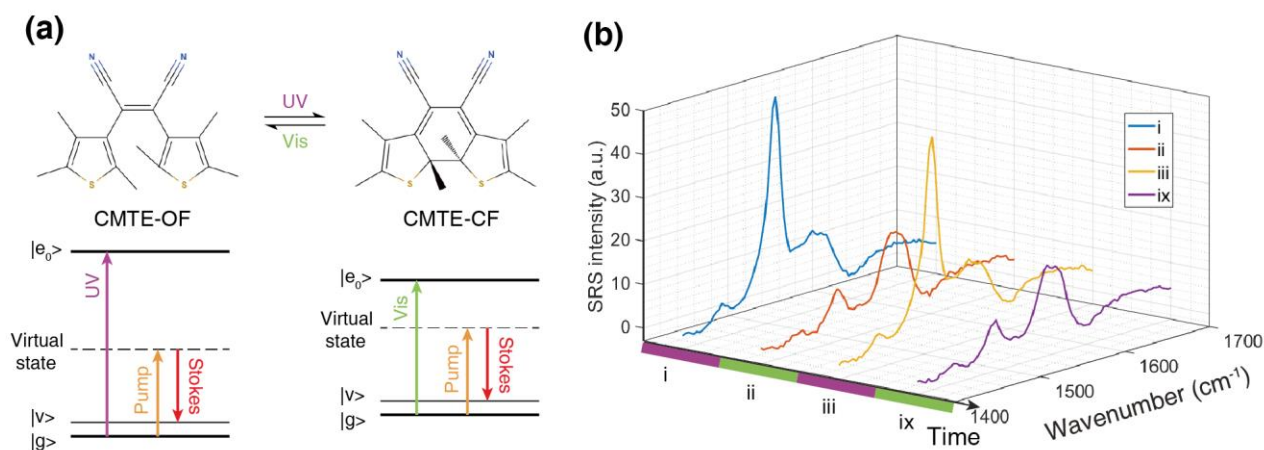 (a)
N N N N
UV
Vis
S S S S
CMTE-OF CMTE-CF
|e₀>
UV
Virtual
state
Pump
Stokes
|v>
|g>
|e₀>
Vis
Virtual
state
Pump
Stokes
|v>
|g>
(b)
SRS intensity (a.u.)
50
40
30
20
10
0
i
ii
iii
ix
i
ii
iii
ix
Time
1400
1500
1600
1700
Wavenumber (cm⁻¹)